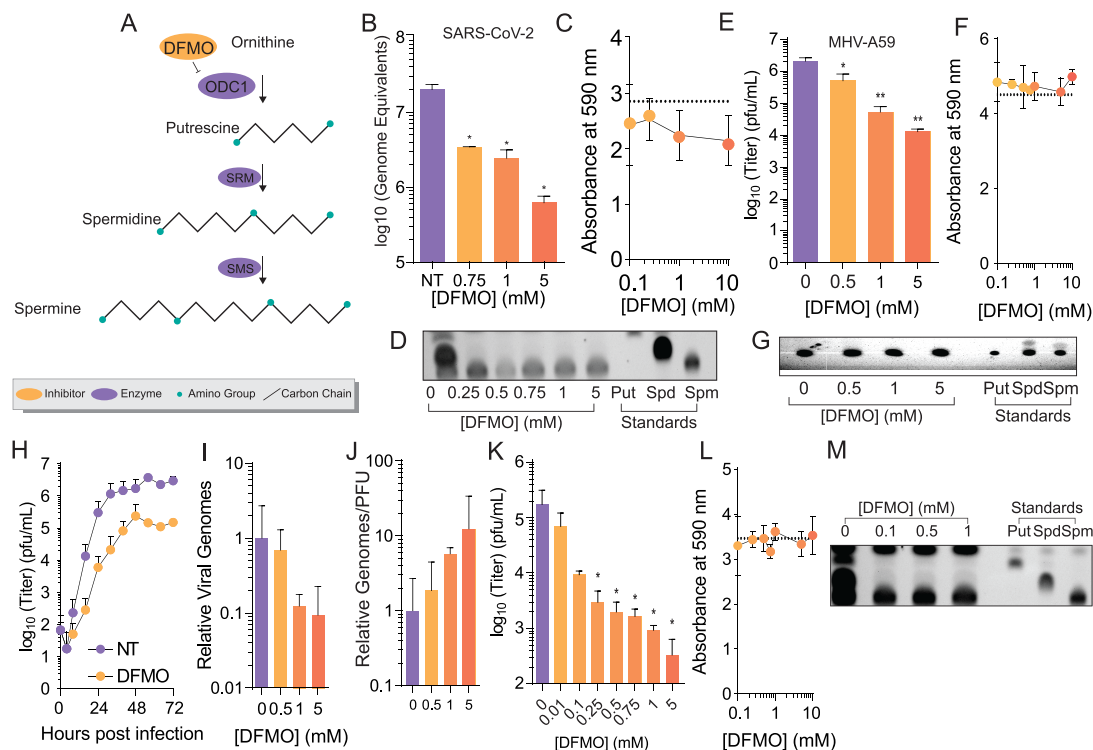 A
DFMO
Ornithine
ODC1
Putrescine
SRM
Spermidine
SMS
Spermine
Inhibitor
Enzyme
Amino Group
Carbon Chain
B
SARS-CoV-2
log10 (Genome Equivalents)
8
7
6
5
*
*
*
NT
0.75
1
5
[DFMO] (mM)
C
Absorbance at 590 nm
4
3
2
1
0
0.1
1
10
[DFMO] (mM)
D
0
0.25
0.5
0.75
1
5
Put
Spd
Spm
[DFMO] (mM)
Standards
E
MHV-A59
log10 (Titer) (pfu/mL)
7
6
5
4
3
2
1
0
*
**
**
0
0.5
1
5
[DFMO] (mM)
F
Absorbance at 590 nm
6
4
2
0
0.1
1
10
[DFMO] (mM)
G
0
0.5
1
5
Put
Spd
Spm
[DFMO] (mM)
Standards
H
log10 (Titer) (pfu/mL)
7
6
5
4
3
2
1
0
NT
DFMO
0
24
48
72
Hours post infection
I
Relative Viral Genomes
10
1
0.1
0.01
0
0.5
1
5
[DFMO] (mM)
J
Relative Genomes/PFU
100
10
1
0.1
0
0.5
1
5
[DFMO] (mM)
K
log10 (Titer) (pfu/mL)
6
5
4
3
2
*
*
*
*
*
0
0.01
0.1
0.25
0.5
0.75
1
5
[DFMO] (mM)
L
Absorbance at 590 nm
5
4
3
2
1
0
0.1
1
10
[DFMO] (mM)
M
[DFMO] (mM)
Standards
0
0.1
0.5
1
Put
Spd
Spm